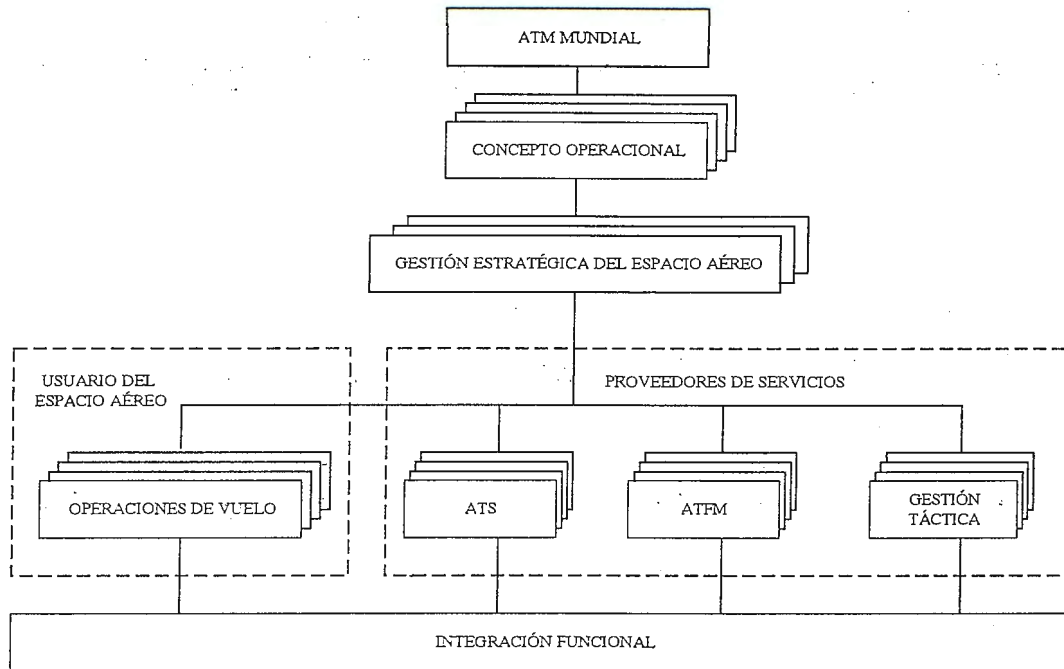 ATM MUNDIAL
CONCEPTO OPERACIONAL
GESTIÓN ESTRATÉGICA DEL ESPACIO AÉREO
USUARIO DEL
ESPACIO AÉREO
PROVEEDORES DE SERVICIOS
OPERACIONES DE VUELO
ATS
ATFM
GESTIÓN
TÁCTICA
INTEGRACIÓN FUNCIONAL